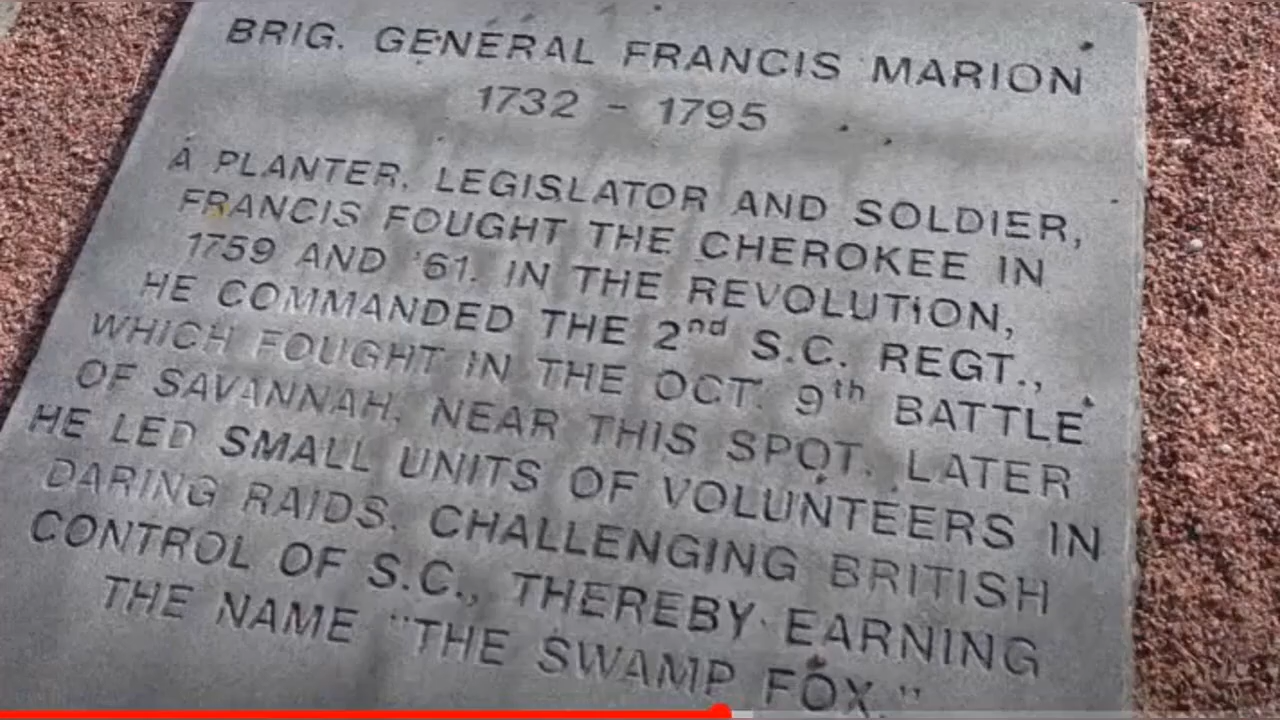 BRIG. GENERAL FRANCIS MARION
1732 - 1795
A PLANTER, LEGISLATOR AND SOLDIER,
FRANCIS FOUGHT THE CHEROKEE IN
1759 AND '61. IN THE REVOLUTION,
HE COMMANDED THE 2nd S.C. REGT.,
WHICH FOUGHT IN THE OCT. 9th BATTLE
OF SAVANNAH, NEAR THIS SPOT. LATER
HE LED SMALL UNITS OF VOLUNTEERS IN
DARING RAIDS, CHALLENGING BRITISH
CONTROL OF S.C., THEREBY EARNING
THE NAME "THE SWAMP FOX."